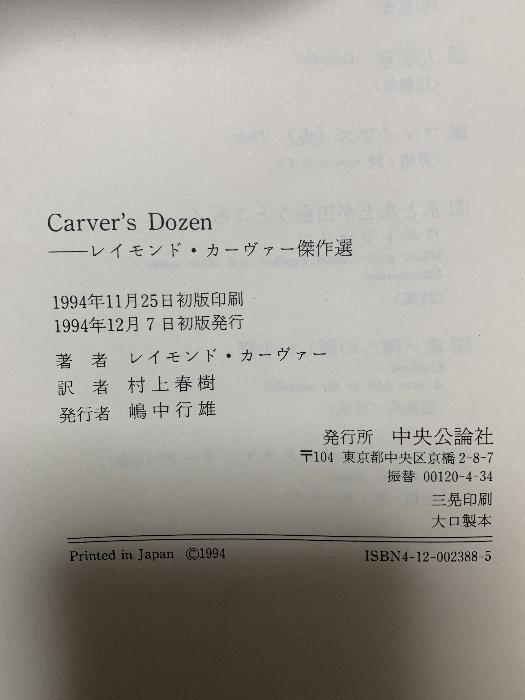 Carver's Dozen
——レイモンド・カーヴァー傑作選
1994年11月25日初版印刷
1994年12月7日初版発行
著 者 レイモンド・カーヴァー
訳 者 村上春樹
発行者 嶋中行雄
発行所 中央公論社
〒104 東京都中央区京橋2-8-7
振替 00120-4-34
三晃印刷
大口製本
Printed in Japan ©1994
ISBN4-12-002388-5